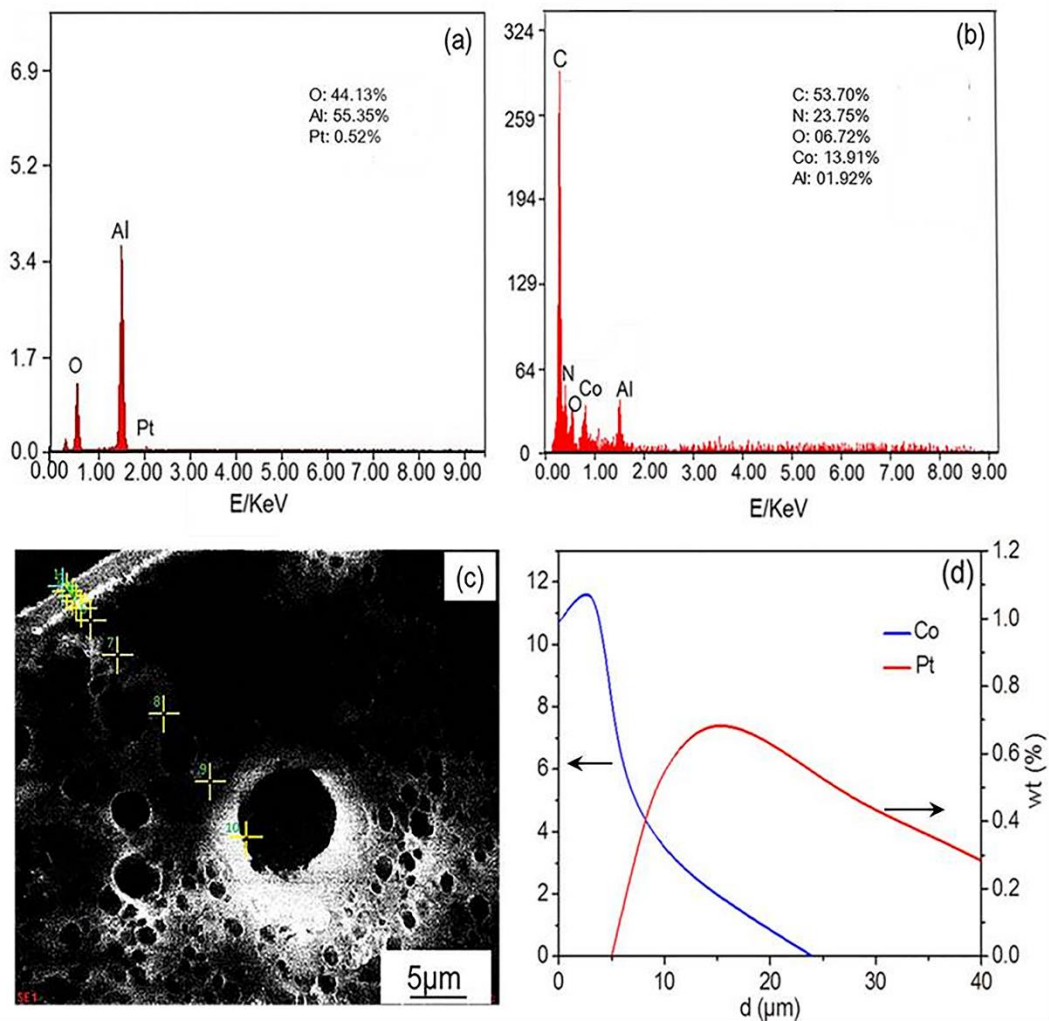 (a)
6.9
5.2
3.4
1.7
0.0
O: 44.13%
Al: 55.35%
Pt: 0.52%
O
Al
Pt
0.00 1.00 2.00 3.00 4.00 5.00 6.00 7.00 8.00 9.00
E/KeV
(b)
324
259
194
129
64
0
C: 53.70%
N: 23.75%
O: 06.72%
Co: 13.91%
Al: 01.92%
C
N
O
Co
Al
0.00 1.00 2.00 3.00 4.00 5.00 6.00 7.00 8.00 9.00
E/KeV
(c)
7
8
9
10
5µm
SE1
(d)
12
10
8
6
4
2
0
Co
Pt
1.2
1.0
0.8
0.6
0.4
0.2
0.0
wt (%)
0 10 20 30 40
d (µm)